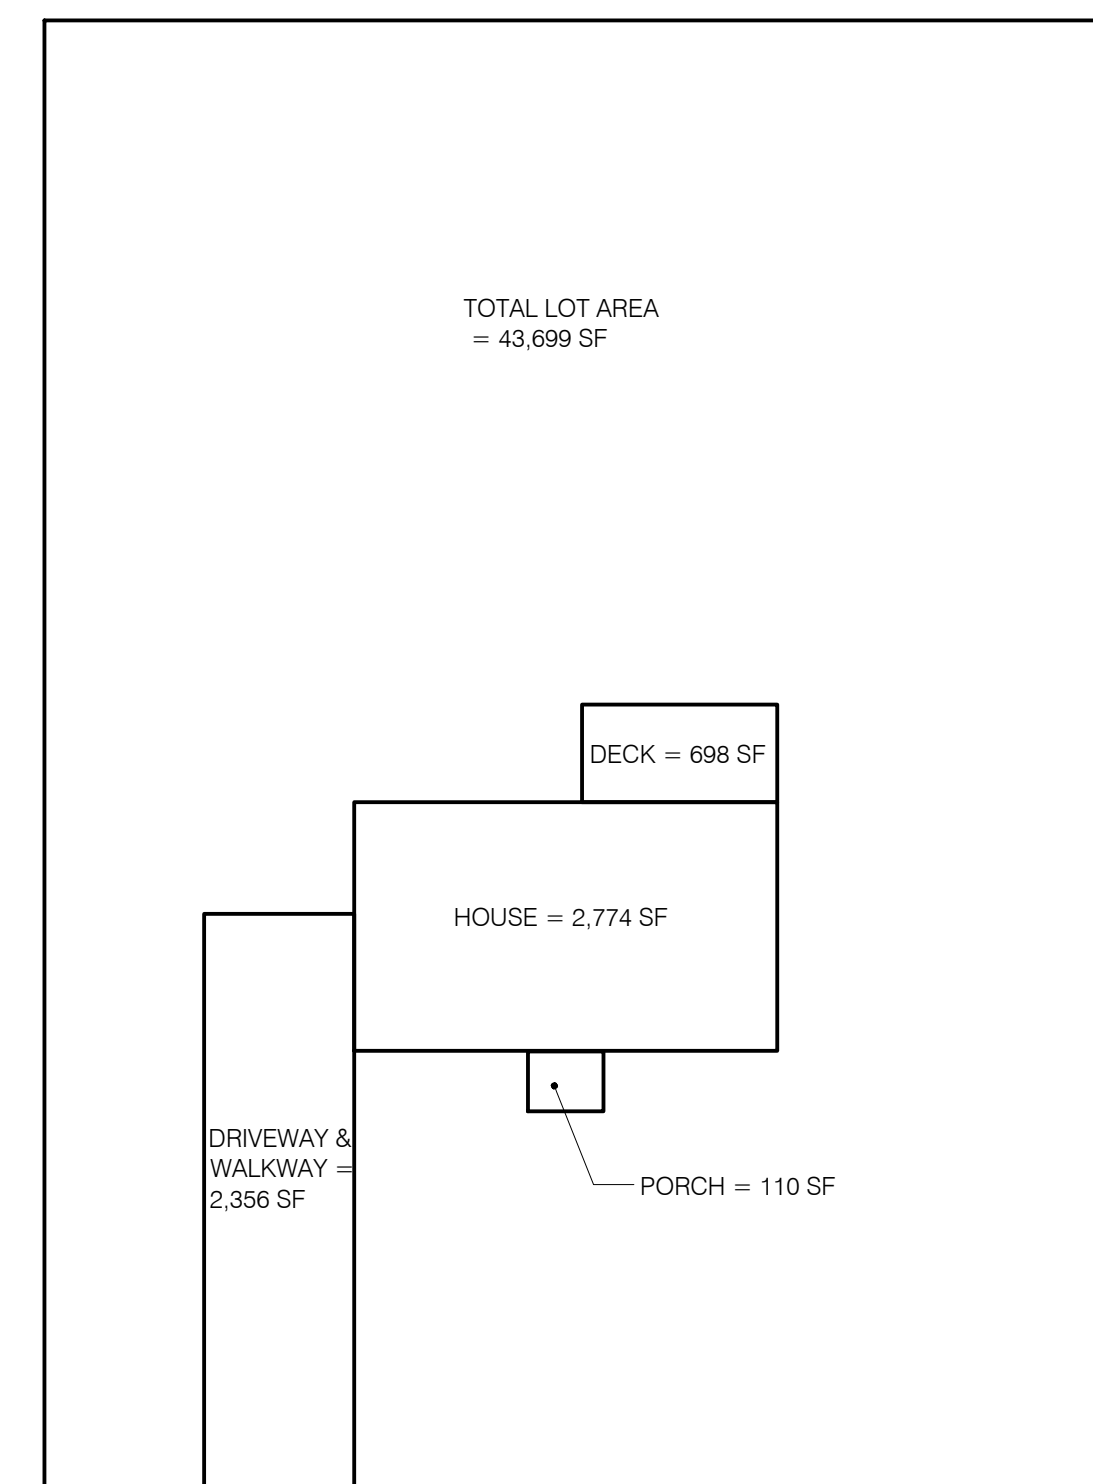 TOTAL LOT AREA
= 43,699 SF
DECK = 698 SF
HOUSE = 2,774 SF
DRIVEWAY &
WALKWAY =
2,356 SF
PORCH = 110 SF